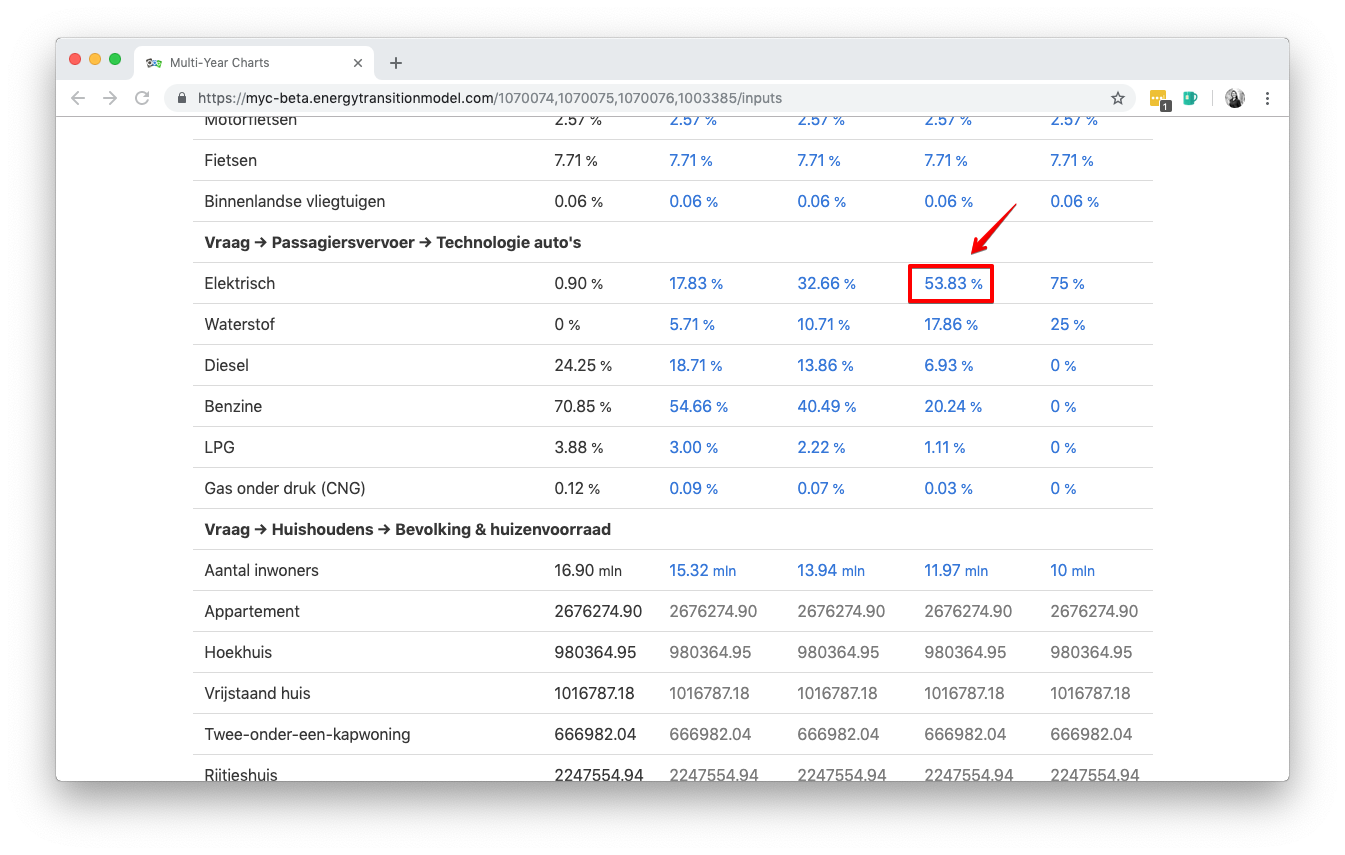 Multi-Year Charts
https://myc-beta.energytransitionmodel.com/1070074,1070075,1070076,1003385/inputs
1
Motorfietsen 2.57 % 2.57 % 2.57 % 2.57 % 2.57 %
Fietsen 7.71 % 7.71 % 7.71 % 7.71 % 7.71 %
Binnenlandse vliegtuigen 0.06 % 0.06 % 0.06 % 0.06 % 0.06 %
Vraag → Passagiersvervoer → Technologie auto's
Elektrisch 0.90 % 17.83 % 32.66 % 53.83 % 75 %
Waterstof 0 % 5.71 % 10.71 % 17.86 % 25 %
Diesel 24.25 % 18.71 % 13.86 % 6.93 % 0 %
Benzine 70.85 % 54.66 % 40.49 % 20.24 % 0 %
LPG 3.88 % 3.00 % 2.22 % 1.11 % 0 %
Gas onder druk (CNG) 0.12 % 0.09 % 0.07 % 0.03 % 0 %
Vraag → Huishoudens → Bevolking & huizenvoorraad
Aantal inwoners 16.90 mln 15.32 mln 13.94 mln 11.97 mln 10 mln
Appartement 2676274.90 2676274.90 2676274.90 2676274.90 2676274.90
Hoekhuis 980364.95 980364.95 980364.95 980364.95 980364.95
Vrijstaand huis 1016787.18 1016787.18 1016787.18 1016787.18 1016787.18
Twee-onder-een-kapwoning 666982.04 666982.04 666982.04 666982.04 666982.04
Rijtjeshuis 2247554.94 2247554.94 2247554.94 2247554.94 2247554.94